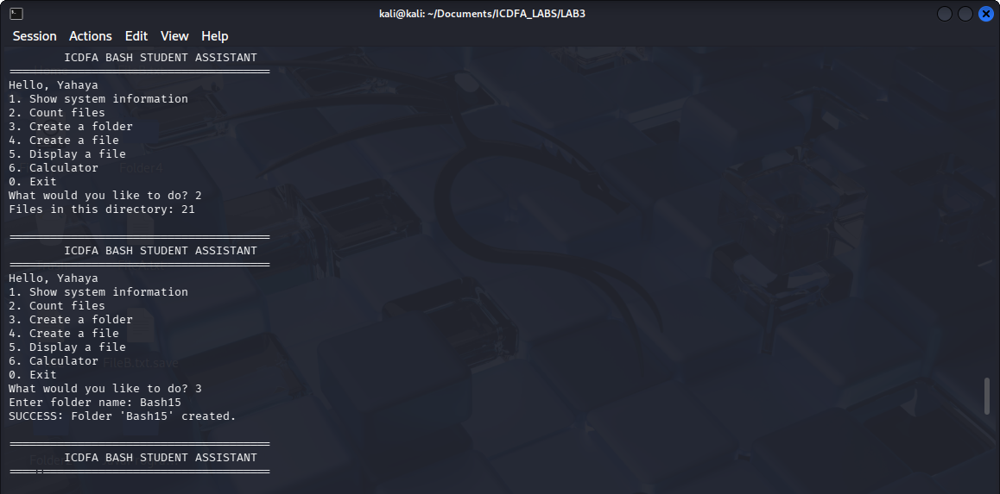 kali@kali: ~/Documents/ICDFA_LABS/LAB3
Session Actions Edit View Help
ICDFA BASH STUDENT ASSISTANT
======================================
Hello, Yahaya
1. Show system information
2. Count files
3. Create a folder
4. Create a file
5. Display a file
6. Calculator
0. Exit
What would you like to do? 2
Files in this directory: 21
======================================
ICDFA BASH STUDENT ASSISTANT
======================================
Hello, Yahaya
1. Show system information
2. Count files
3. Create a folder
4. Create a file
5. Display a file
6. Calculator
0. Exit
What would you like to do? 3
Enter folder name: Bash15
SUCCESS: Folder 'Bash15' created.
======================================
ICDFA BASH STUDENT ASSISTANT
======================================
Folder4
FileB.txt.save